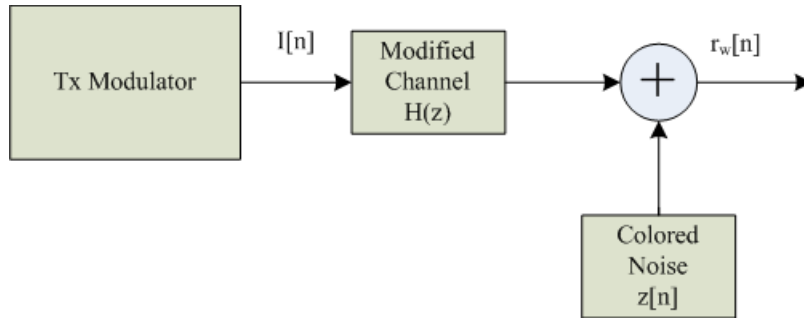 Tx Modulator
I[n]
Modified
Channel
H(z)
+
r_w[n]
Colored
Noise
z[n]